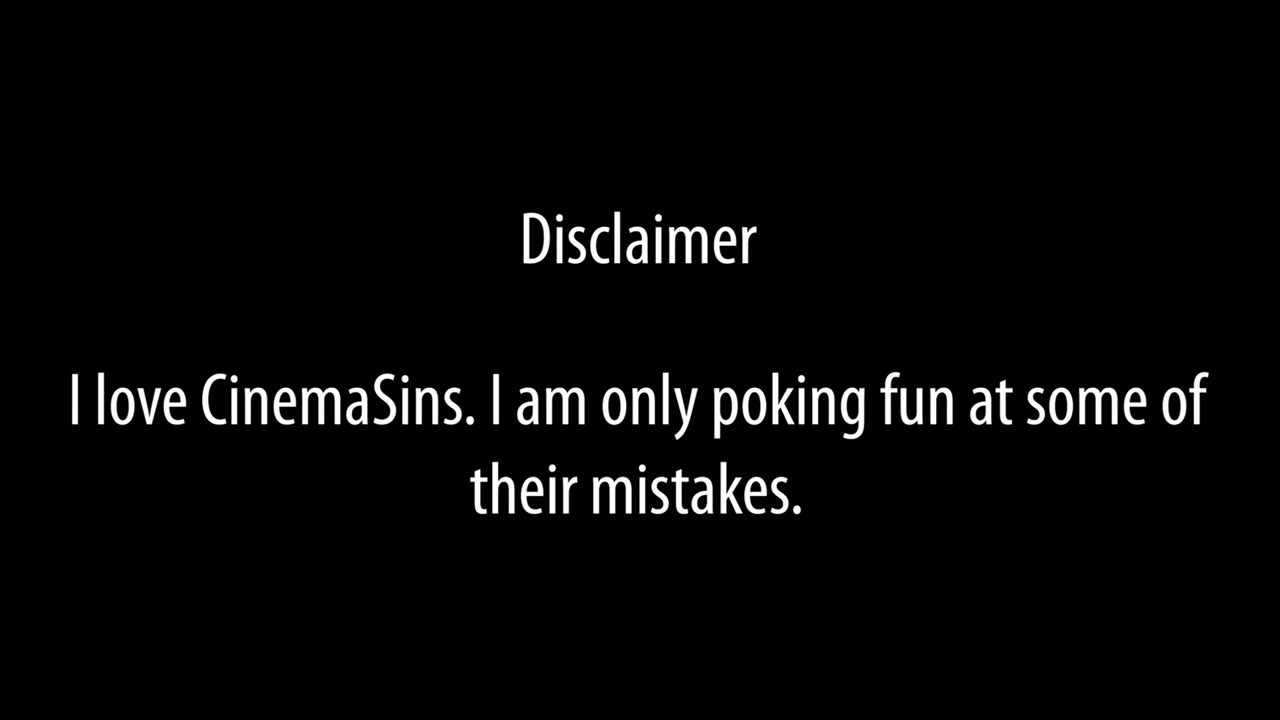 Disclaimer
I love CinemaSins. I am only poking fun at some of
their mistakes.